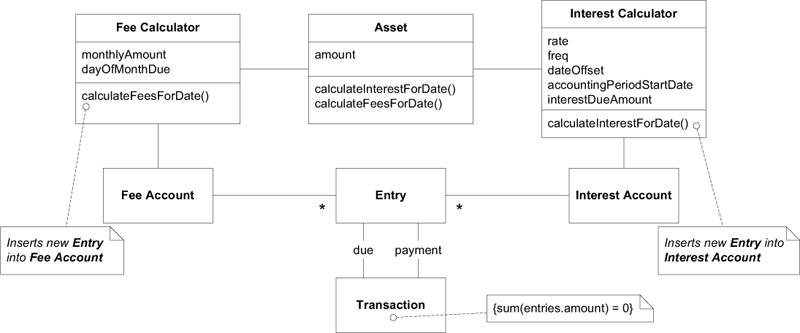 Fee Calculator
monthlyAmount
dayOfMonthDue
calculateFeesForDate()
Asset
amount
calculateInterestForDate()
calculateFeesForDate()
Interest Calculator
rate
freq
dateOffset
accountingPeriodStartDate
interestDueAmount
calculateInterestForDate()
Fee Account
*
Entry
*
Interest Account
Inserts new Entry
into Fee Account
due
payment
Inserts new Entry into
Interest Account
Transaction
{sum(entries.amount) = 0}